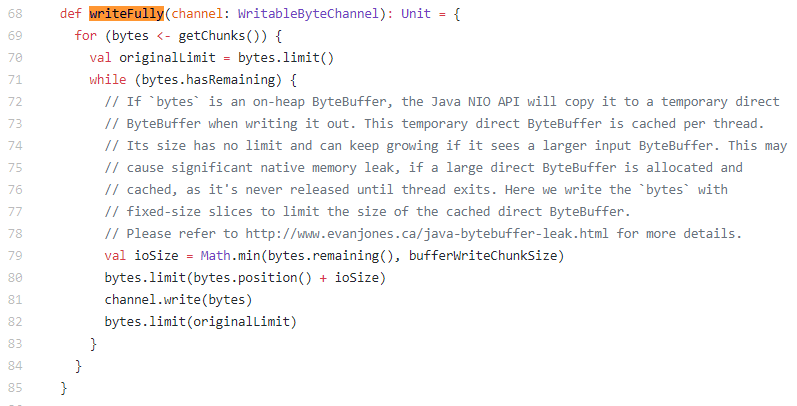 68 def writeFully(channel: WritableByteChannel): Unit = {
69 for (bytes <- getChunks()) {
70 val originalLimit = bytes.limit()
71 while (bytes.hasRemaining) {
72 // If `bytes` is an on-heap ByteBuffer, the Java NIO API will copy it to a temporary direct
73 // ByteBuffer when writing it out. This temporary direct ByteBuffer is cached per thread.
74 // Its size has no limit and can keep growing if it sees a larger input ByteBuffer. This may
75 // cause significant native memory leak, if a large direct ByteBuffer is allocated and
76 // cached, as it's never released until thread exits. Here we write the `bytes` with
77 // fixed-size slices to limit the size of the cached direct ByteBuffer.
78 // Please refer to http://www.evanjones.ca/java-bytebuffer-leak.html for more details.
79 val ioSize = Math.min(bytes.remaining(), bufferWriteChunkSize)
80 bytes.limit(bytes.position() + ioSize)
81 channel.write(bytes)
82 bytes.limit(originalLimit)
83 }
84 }
85 }